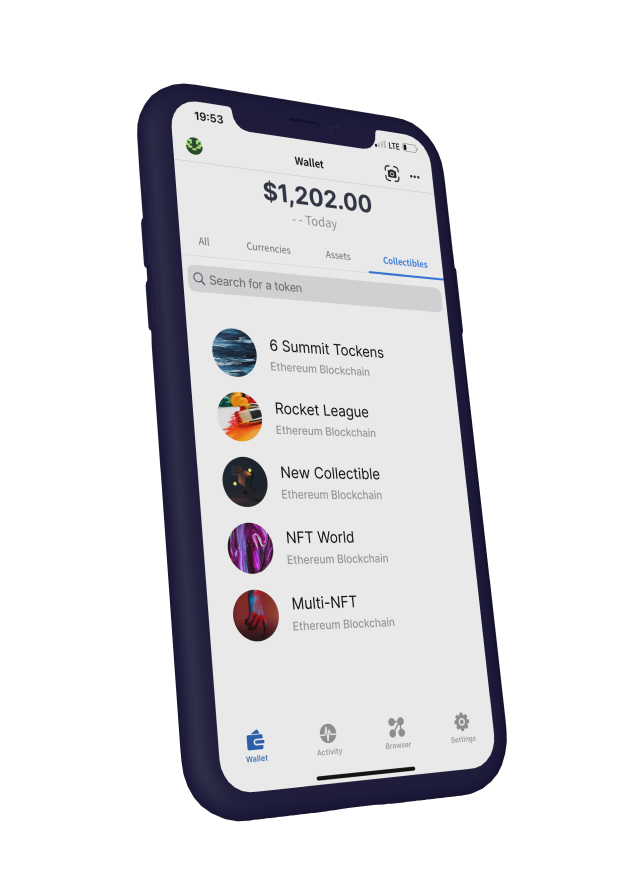 19:53
LTE
Wallet
$1,202.00
- - Today
All Currencies Assets Collectibles
Search for a token
6 Summit Tockens
Ethereum Blockchain
Rocket League
Ethereum Blockchain
New Collectible
Ethereum Blockchain
NFT World
Ethereum Blockchain
Multi-NFT
Ethereum Blockchain
Wallet Activity Browser Settings